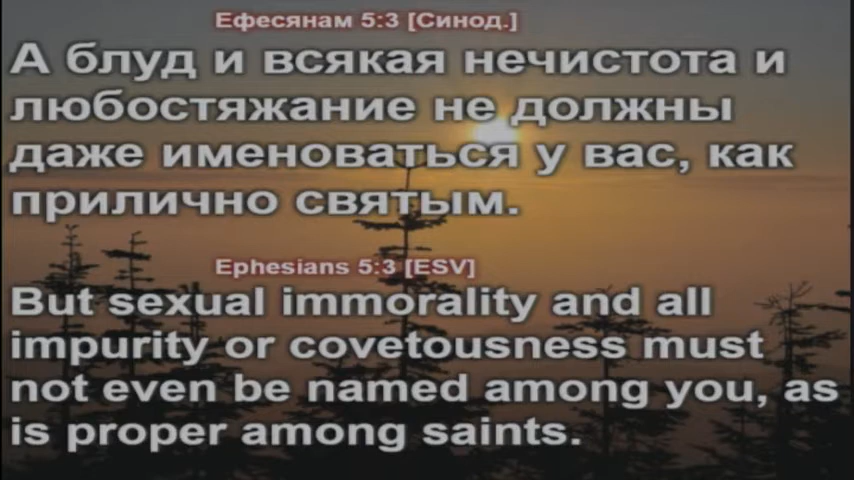 Ефесянам 5:3 [Синод.]
А блуд и всякая нечистота и
любостяжание не должны
даже именоваться у вас, как
прилично святым.
Ephesians 5:3 [ESV]
But sexual immorality and all
impurity or covetousness must
not even be named among you, as
is proper among saints.